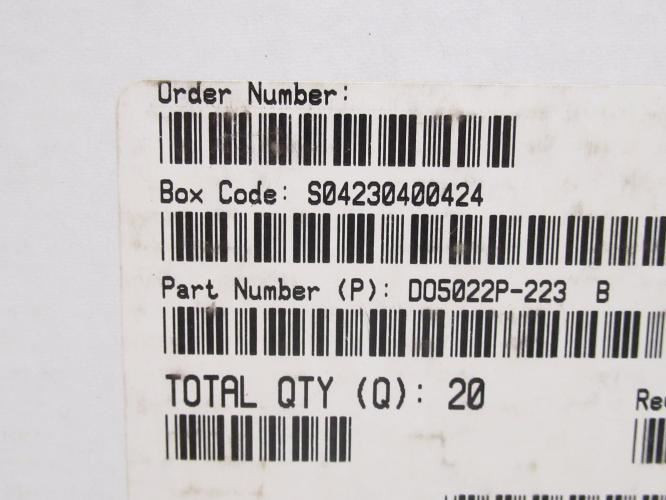 Order Number:
Box Code: S04230400424
Part Number (P): DO5022P-223 B
TOTAL QTY (Q): 20